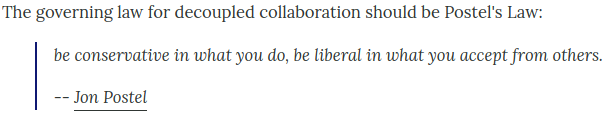 The governing law for decoupled collaboration should be Postel's Law:
be conservative in what you do, be liberal in what you accept from others.
-- Jon Postel